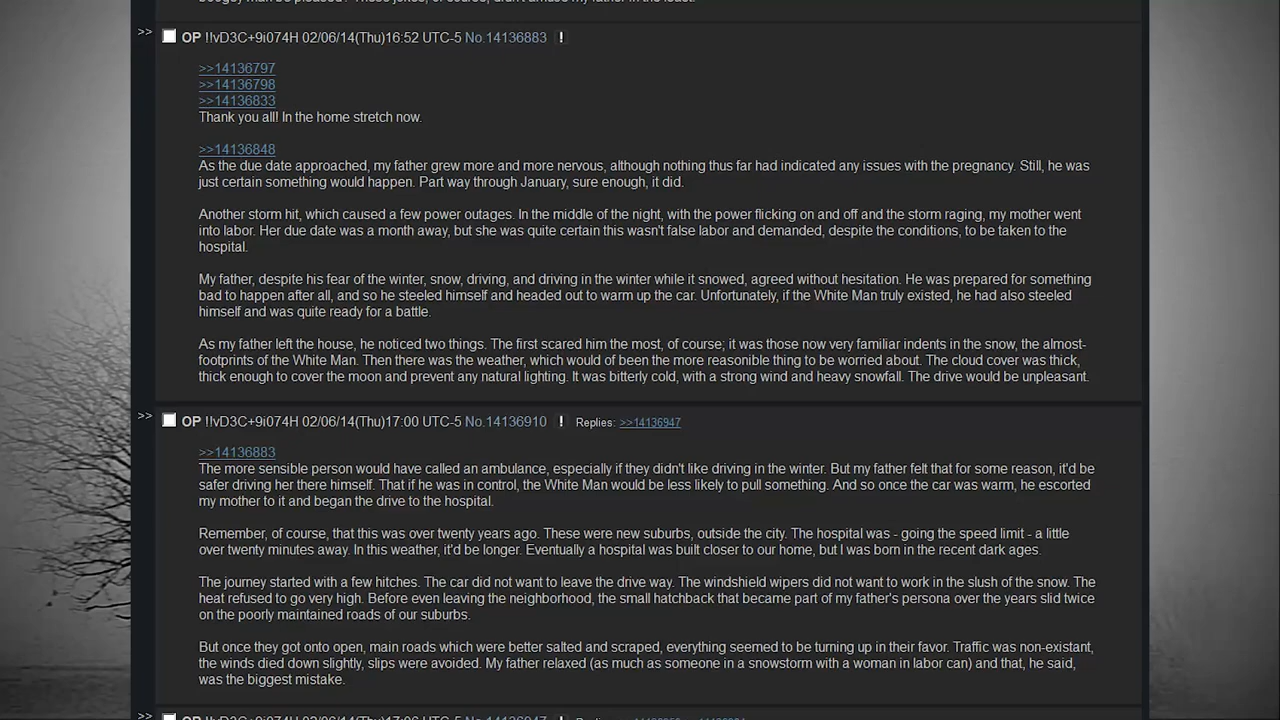 >> OP !!vD3C+9i074H 02/06/14(Thu)16:52 UTC-5 No.14136883 !
>>14136797
>>14136798
>>14136833
Thank you all! In the home stretch now.
>>14136848
As the due date approached, my father grew more and more nervous, although nothing thus far had indicated any issues with the pregnancy. Still, he was
just certain something would happen. Part way through January, sure enough, it did.
Another storm hit, which caused a few power outages. In the middle of the night, with the power flicking on and off and the storm raging, my mother went
into labor. Her due date was a month away, but she was quite certain this wasn't false labor and demanded, despite the conditions, to be taken to the
hospital.
My father, despite his fear of the winter, snow, driving, and driving in the winter while it snowed, agreed without hesitation. He was prepared for something
bad to happen after all, and so he steeled himself and headed out to warm up the car. Unfortunately, if the White Man truly existed, he had also steeled
himself and was quite ready for a battle.
As my father left the house, he noticed two things. The first scared him the most, of course; it was those now very familiar indents in the snow, the almost-
footprints of the White Man. Then there was the weather, which would of been the more reasonible thing to be worried about. The cloud cover was thick,
thick enough to cover the moon and prevent any natural lighting. It was bitterly cold, with a strong wind and heavy snowfall. The drive would be unpleasant.
>> OP !!vD3C+9i074H 02/06/14(Thu)17:00 UTC-5 No.14136910 ! Replies: >>14136947
>>14136883
The more sensible person would have called an ambulance, especially if they didn't like driving in the winter. But my father felt that for some reason, it'd be
safer driving her there himself. That if he was in control, the White Man would be less likely to pull something. And so once the car was warm, he escorted
my mother to it and began the drive to the hospital.
Remember, of course, that this was over twenty years ago. These were new suburbs, outside the city. The hospital was - going the speed limit - a little
over twenty minutes away. In this weather, it'd be longer. Eventually a hospital was built closer to our home, but I was born in the recent dark ages.
The journey started with a few hitches. The car did not want to leave the drive way. The windshield wipers did not want to work in the slush of the snow. The
heat refused to go very high. Before even leaving the neighborhood, the small hatchback that became part of my father's persona over the years slid twice
on the poorly maintained roads of our suburbs.
But once they got onto open, main roads which were better salted and scraped, everything seemed to be turning up in their favor. Traffic was non-existant,
the winds died down slightly, slips were avoided. My father relaxed (as much as someone in a snowstorm with a woman in labor can) and that, he said,
was the biggest mistake.
>> OP !!vD3C+9i074H 02/06/14(Thu)17:06 UTC-5 No.14136947 ! Replies: